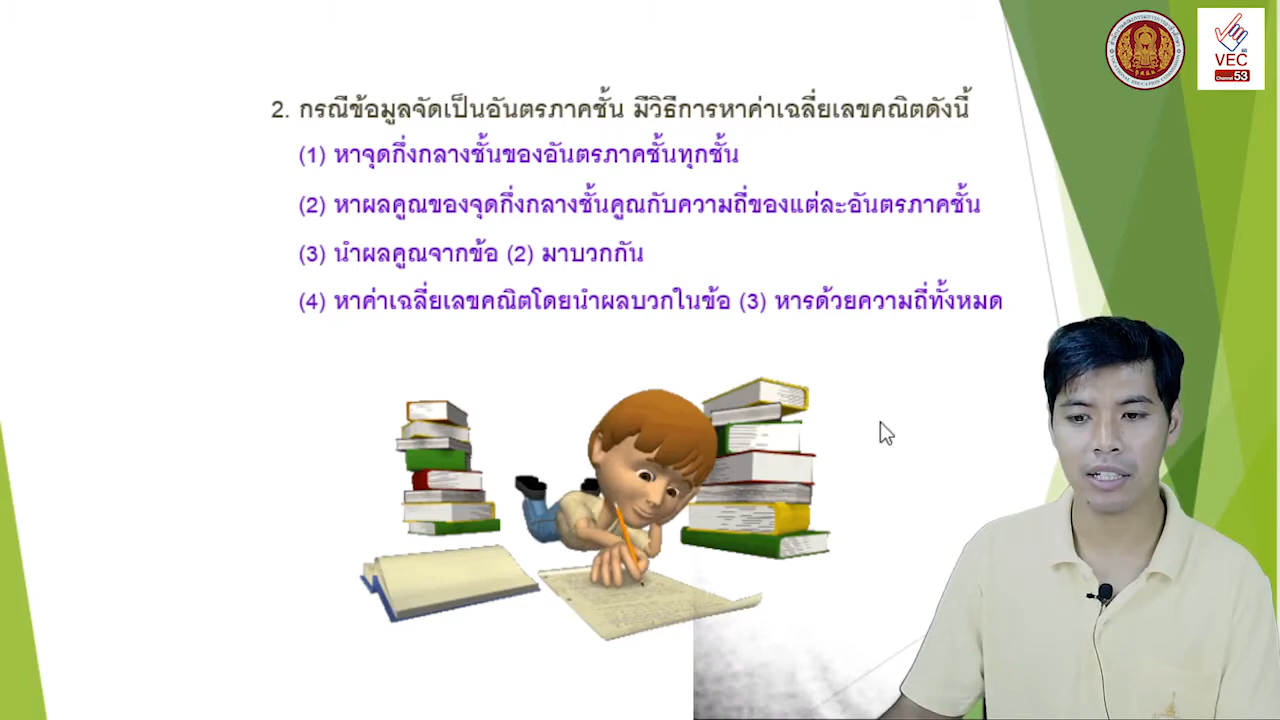 2. กรณีข้อมูลจัดเป็นอันตรภาคชั้น มีวิธีการหาค่าเฉลี่ยเลขคณิตดังนี้
(1) หาจุดกึ่งกลางชั้นของอันตรภาคชั้นทุกชั้น
(2) หาผลคูณของจุดกึ่งกลางชั้นคูณกับความถี่ของแต่ละอันตรภาคชั้น
(3) นำผลคูณจากข้อ (2) มาบวกกัน
(4) หาค่าเฉลี่ยเลขคณิตโดยนำผลบวกในข้อ (3) หารด้วยความถี่ทั้งหมด
VEC
Channel 53
VOCATIONAL EDUCATION COMMISSION